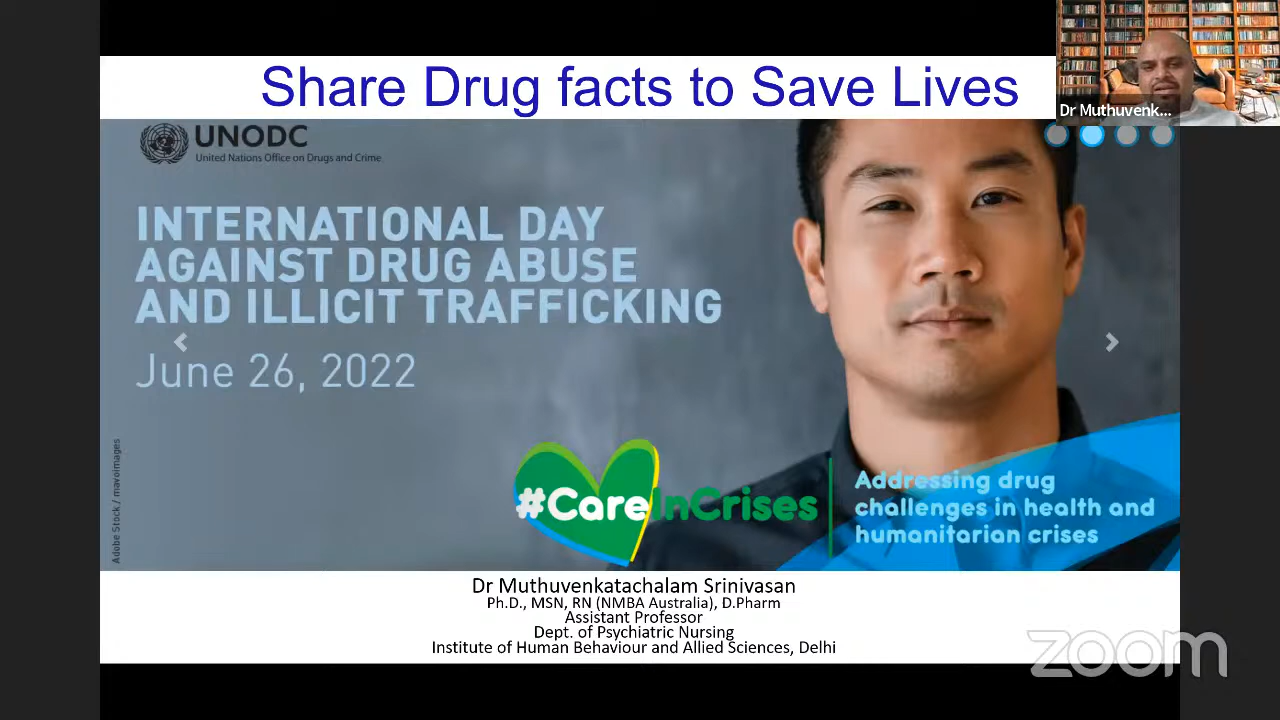 Share Drug facts to Save Lives
Dr Muthuvenk...
UNODC
United Nations Office on Drugs and Crime
INTERNATIONAL DAY
AGAINST DRUG ABUSE
AND ILLICIT TRAFFICKING
June 26, 2022
Adobe Stock / mavoimages
#CareInCrises
Addressing drug
challenges in health and
humanitarian crises
Dr Muthuvenkatachalam Srinivasan
Ph.D., MSN, RN (NMBA Australia), D.Pharm
Assistant Professor
Dept. of Psychiatric Nursing
Institute of Human Behaviour and Allied Sciences, Delhi
zoom